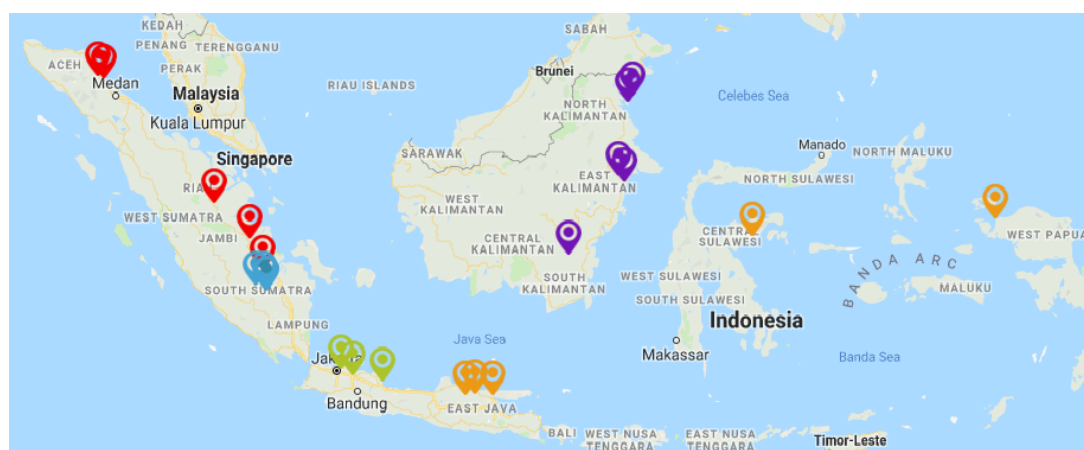 KEDAH
PENANG
TERENGGANU
ACEH
PERAK
Medan
Malaysia
Kuala Lumpur
RIAU ISLANDS
SABAH
Brunei
NORTH
KALIMANTAN
Celebes Sea
Singapore
SARAWAK
Manado
NORTH MALUKU
RIA
EAST
KALIMANTAN
NORTH SULAWESI
WEST SUMATRA
WEST
KALIMANTAN
JAMBI
CENTRAL
KALIMANTAN
CENTRAL
SULAWESI
WEST PAPUA
BANDA ARC
SOUTH SUMATRA
SOUTH
KALIMANTAN
WEST SULAWESI
MALUKU
SOUTH SULAWESI
LAMPUNG
Indonesia
Java Sea
Makassar
Banda Sea
Jakarta
Bandung
EAST JAVA
BALI
WEST NUSA
TENGGARA
EAST NUSA
TENGGARA
Timor-Leste